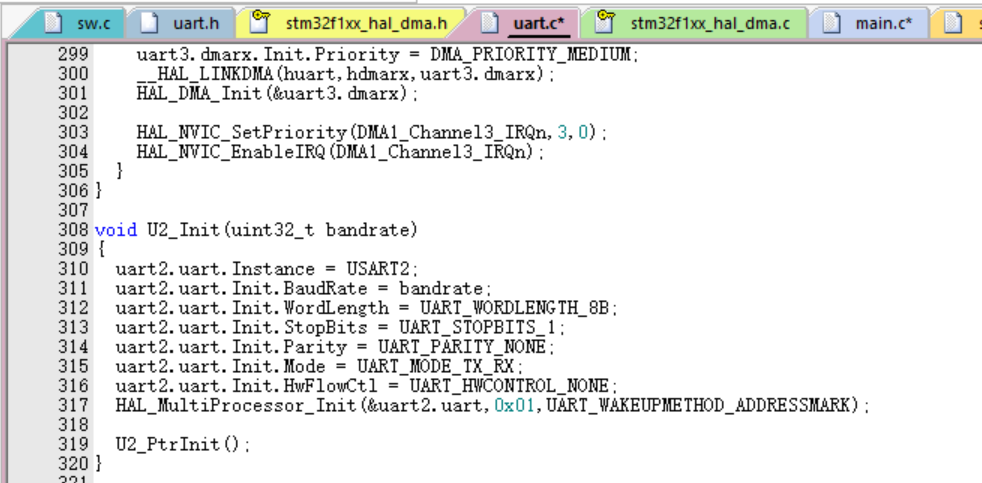 sw.c uart.h stm32f1xx_hal_dma.h uart.c* stm32f1xx_hal_dma.c main.c*
299 uart3.dmarx.Init.Priority = DMA_PRIORITY_MEDIUM;
300 __HAL_LINKDMA(huart,hdmarx,uart3.dmarx);
301 HAL_DMA_Init(&uart3.dmarx);
302
303 HAL_NVIC_SetPriority(DMA1_Channel3_IRQn,3,0);
304 HAL_NVIC_EnableIRQ(DMA1_Channel3_IRQn);
305 }
306 }
307
308 void U2_Init(uint32_t bandrate)
309 {
310 uart2.uart.Instance = USART2;
311 uart2.uart.Init.BaudRate = bandrate;
312 uart2.uart.Init.WordLength = UART_WORDLENGTH_8B;
313 uart2.uart.Init.StopBits = UART_STOPBITS_1;
314 uart2.uart.Init.Parity = UART_PARITY_NONE;
315 uart2.uart.Init.Mode = UART_MODE_TX_RX;
316 uart2.uart.Init.HwFlowCtl = UART_HWCONTROL_NONE;
317 HAL_MultiProcessor_Init(&uart2.uart,0x01,UART_WAKEUPMETHOD_ADDRESSMARK);
318
319 U2_PtrInit();
320 }